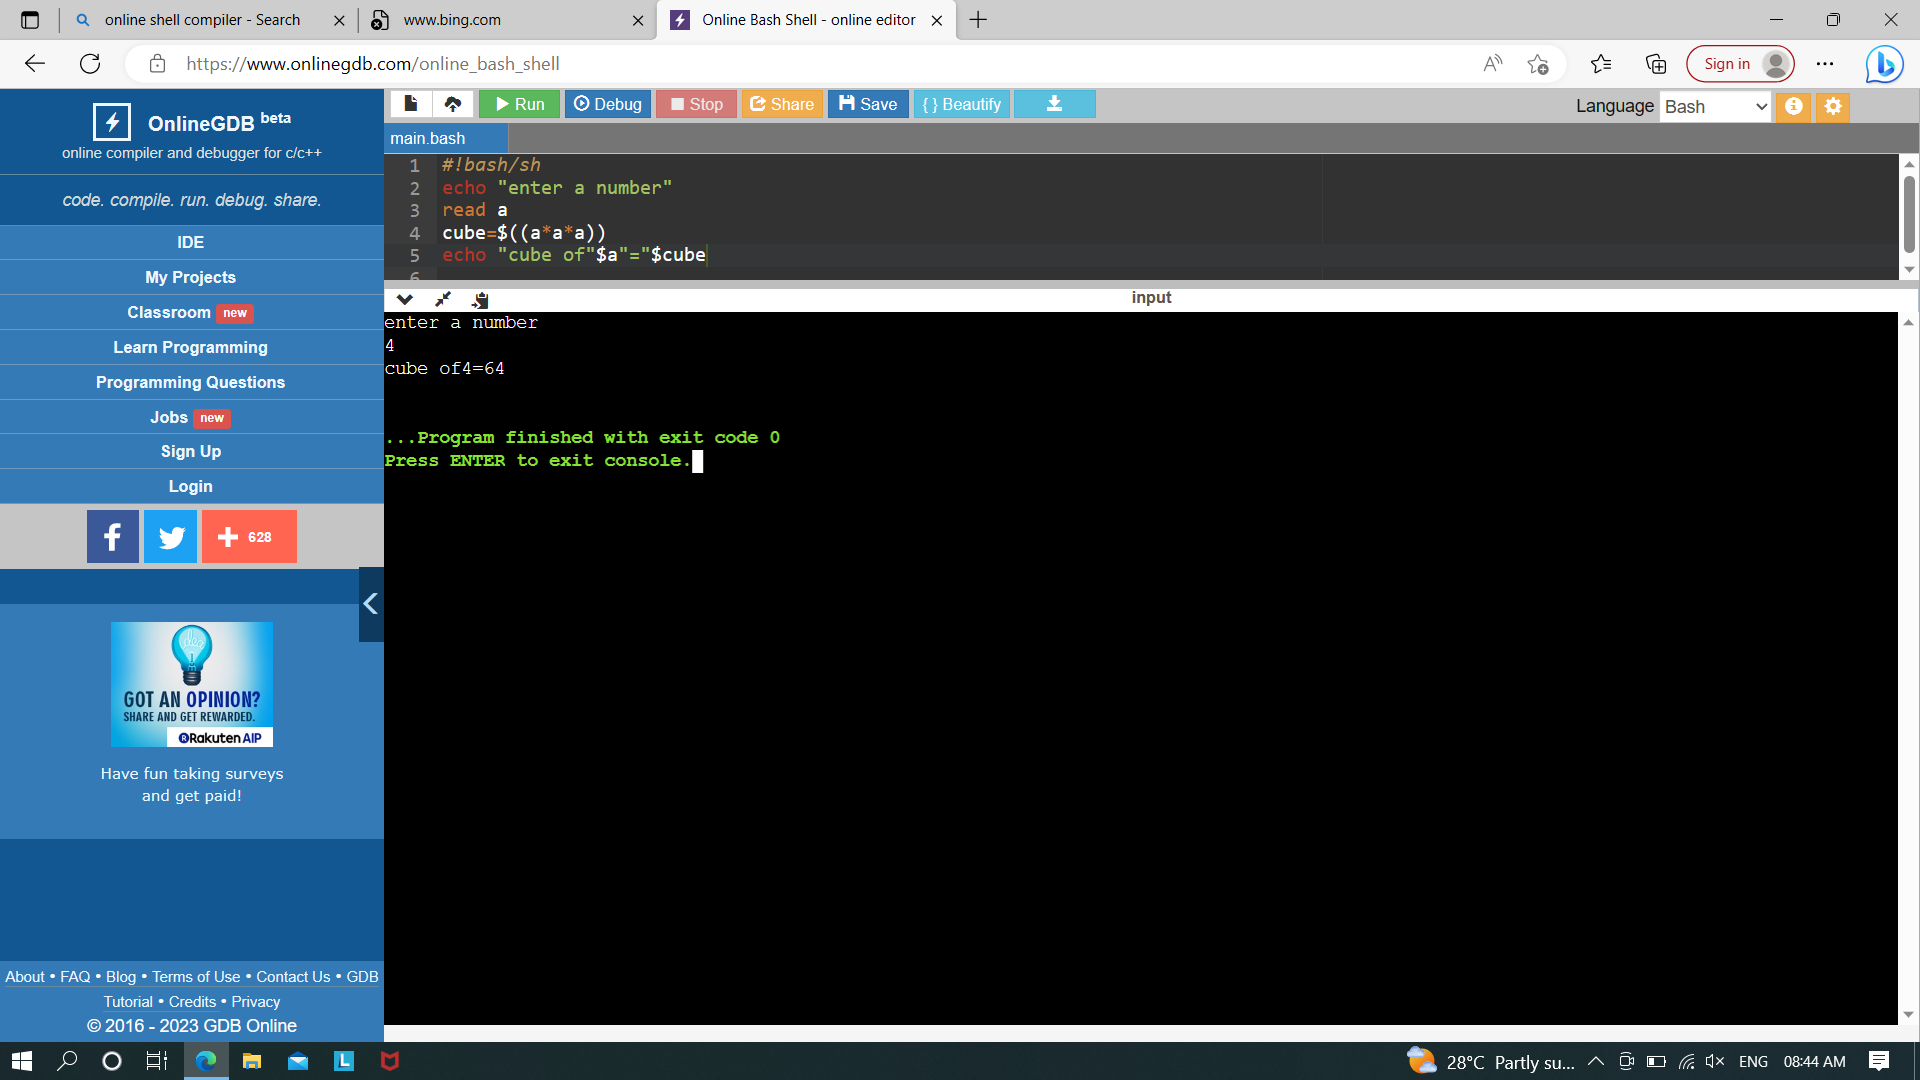 online shell compiler - Search
www.bing.com
Online Bash Shell - online editor
https://www.onlinegdb.com/online_bash_shell
Sign in
OnlineGDB beta
online compiler and debugger for c/c++
code. compile. run. debug. share.
IDE
My Projects
Classroom new
Learn Programming
Programming Questions
Jobs new
Sign Up
Login
628
GOT AN OPINION?
SHARE AND GET REWARDED.
Rakuten AIP
Have fun taking surveys
and get paid!
About • FAQ • Blog • Terms of Use • Contact Us • GDB
Tutorial • Credits • Privacy
© 2016 - 2023 GDB Online
Run Debug Stop Share Save {} Beautify
Language Bash
main.bash
1 #!bash/sh
2 echo "enter a number"
3 read a
4 cube=$((a*a*a))
5 echo "cube of"$a"="$cube
6
input
enter a number
4
cube of4=64
...Program finished with exit code 0
Press ENTER to exit console.
28°C Partly su... ENG 08:44 AM